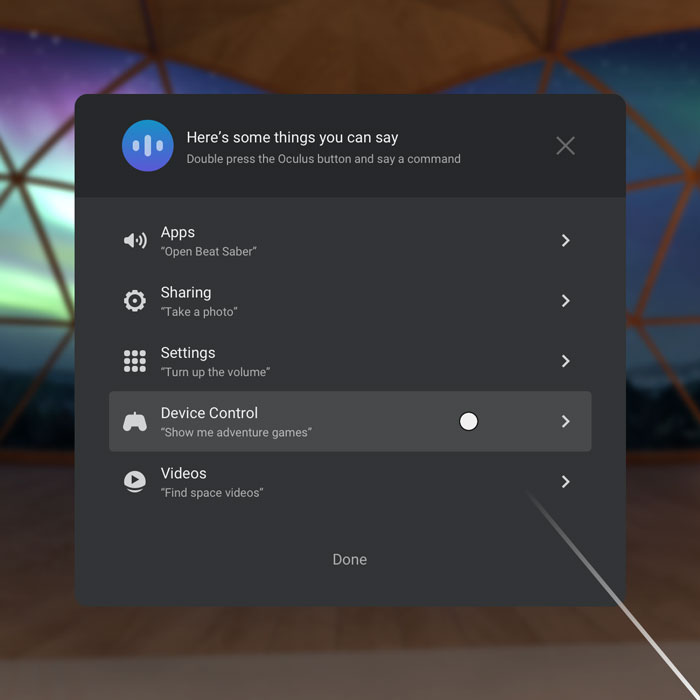 Here's some things you can say
Double press the Oculus button and say a command
Apps
“Open Beat Saber”
Sharing
“Take a photo”
Settings
“Turn up the volume”
Device Control
“Show me adventure games”
Videos
“Find space videos”
Done